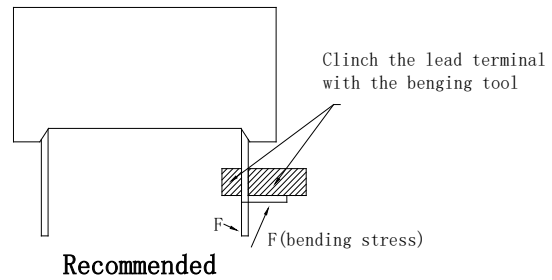 Clinch the lead terminal
with the benging tool
F
F(bending stress)
Recommended